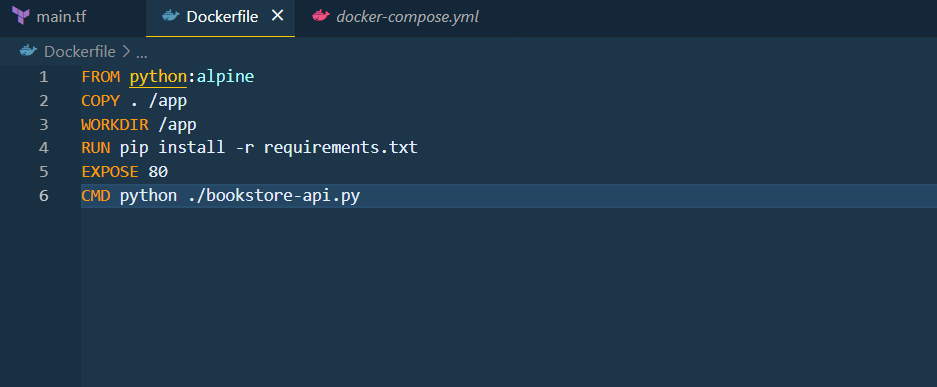 main.tf Dockerfile × docker-compose.yml
Dockerfile > ...
1 FROM python:alpine
2 COPY . /app
3 WORKDIR /app
4 RUN pip install -r requirements.txt
5 EXPOSE 80
6 CMD python ./bookstore-api.py